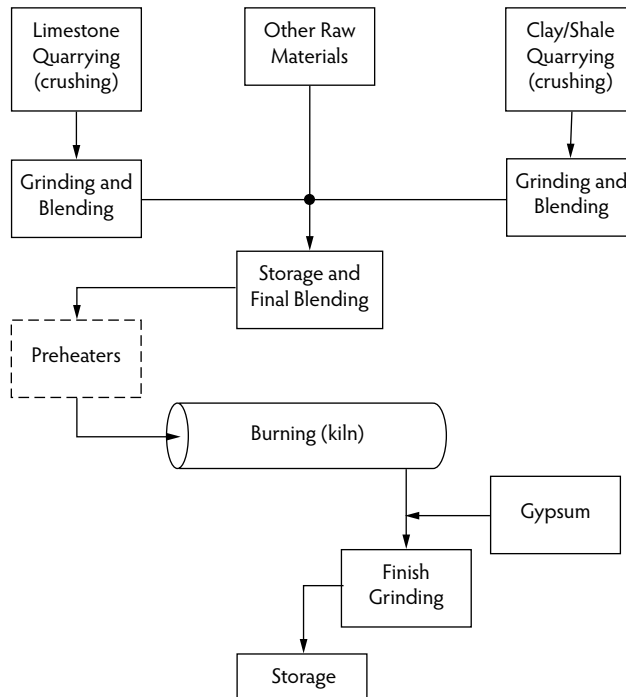 Limestone
Quarrying
(crushing)
Other Raw
Materials
Clay/Shale
Quarrying
(crushing)
Grinding and
Blending
Grinding and
Blending
Storage and
Final Blending
Preheaters
Burning (kiln)
Gypsum
Finish
Grinding
Storage